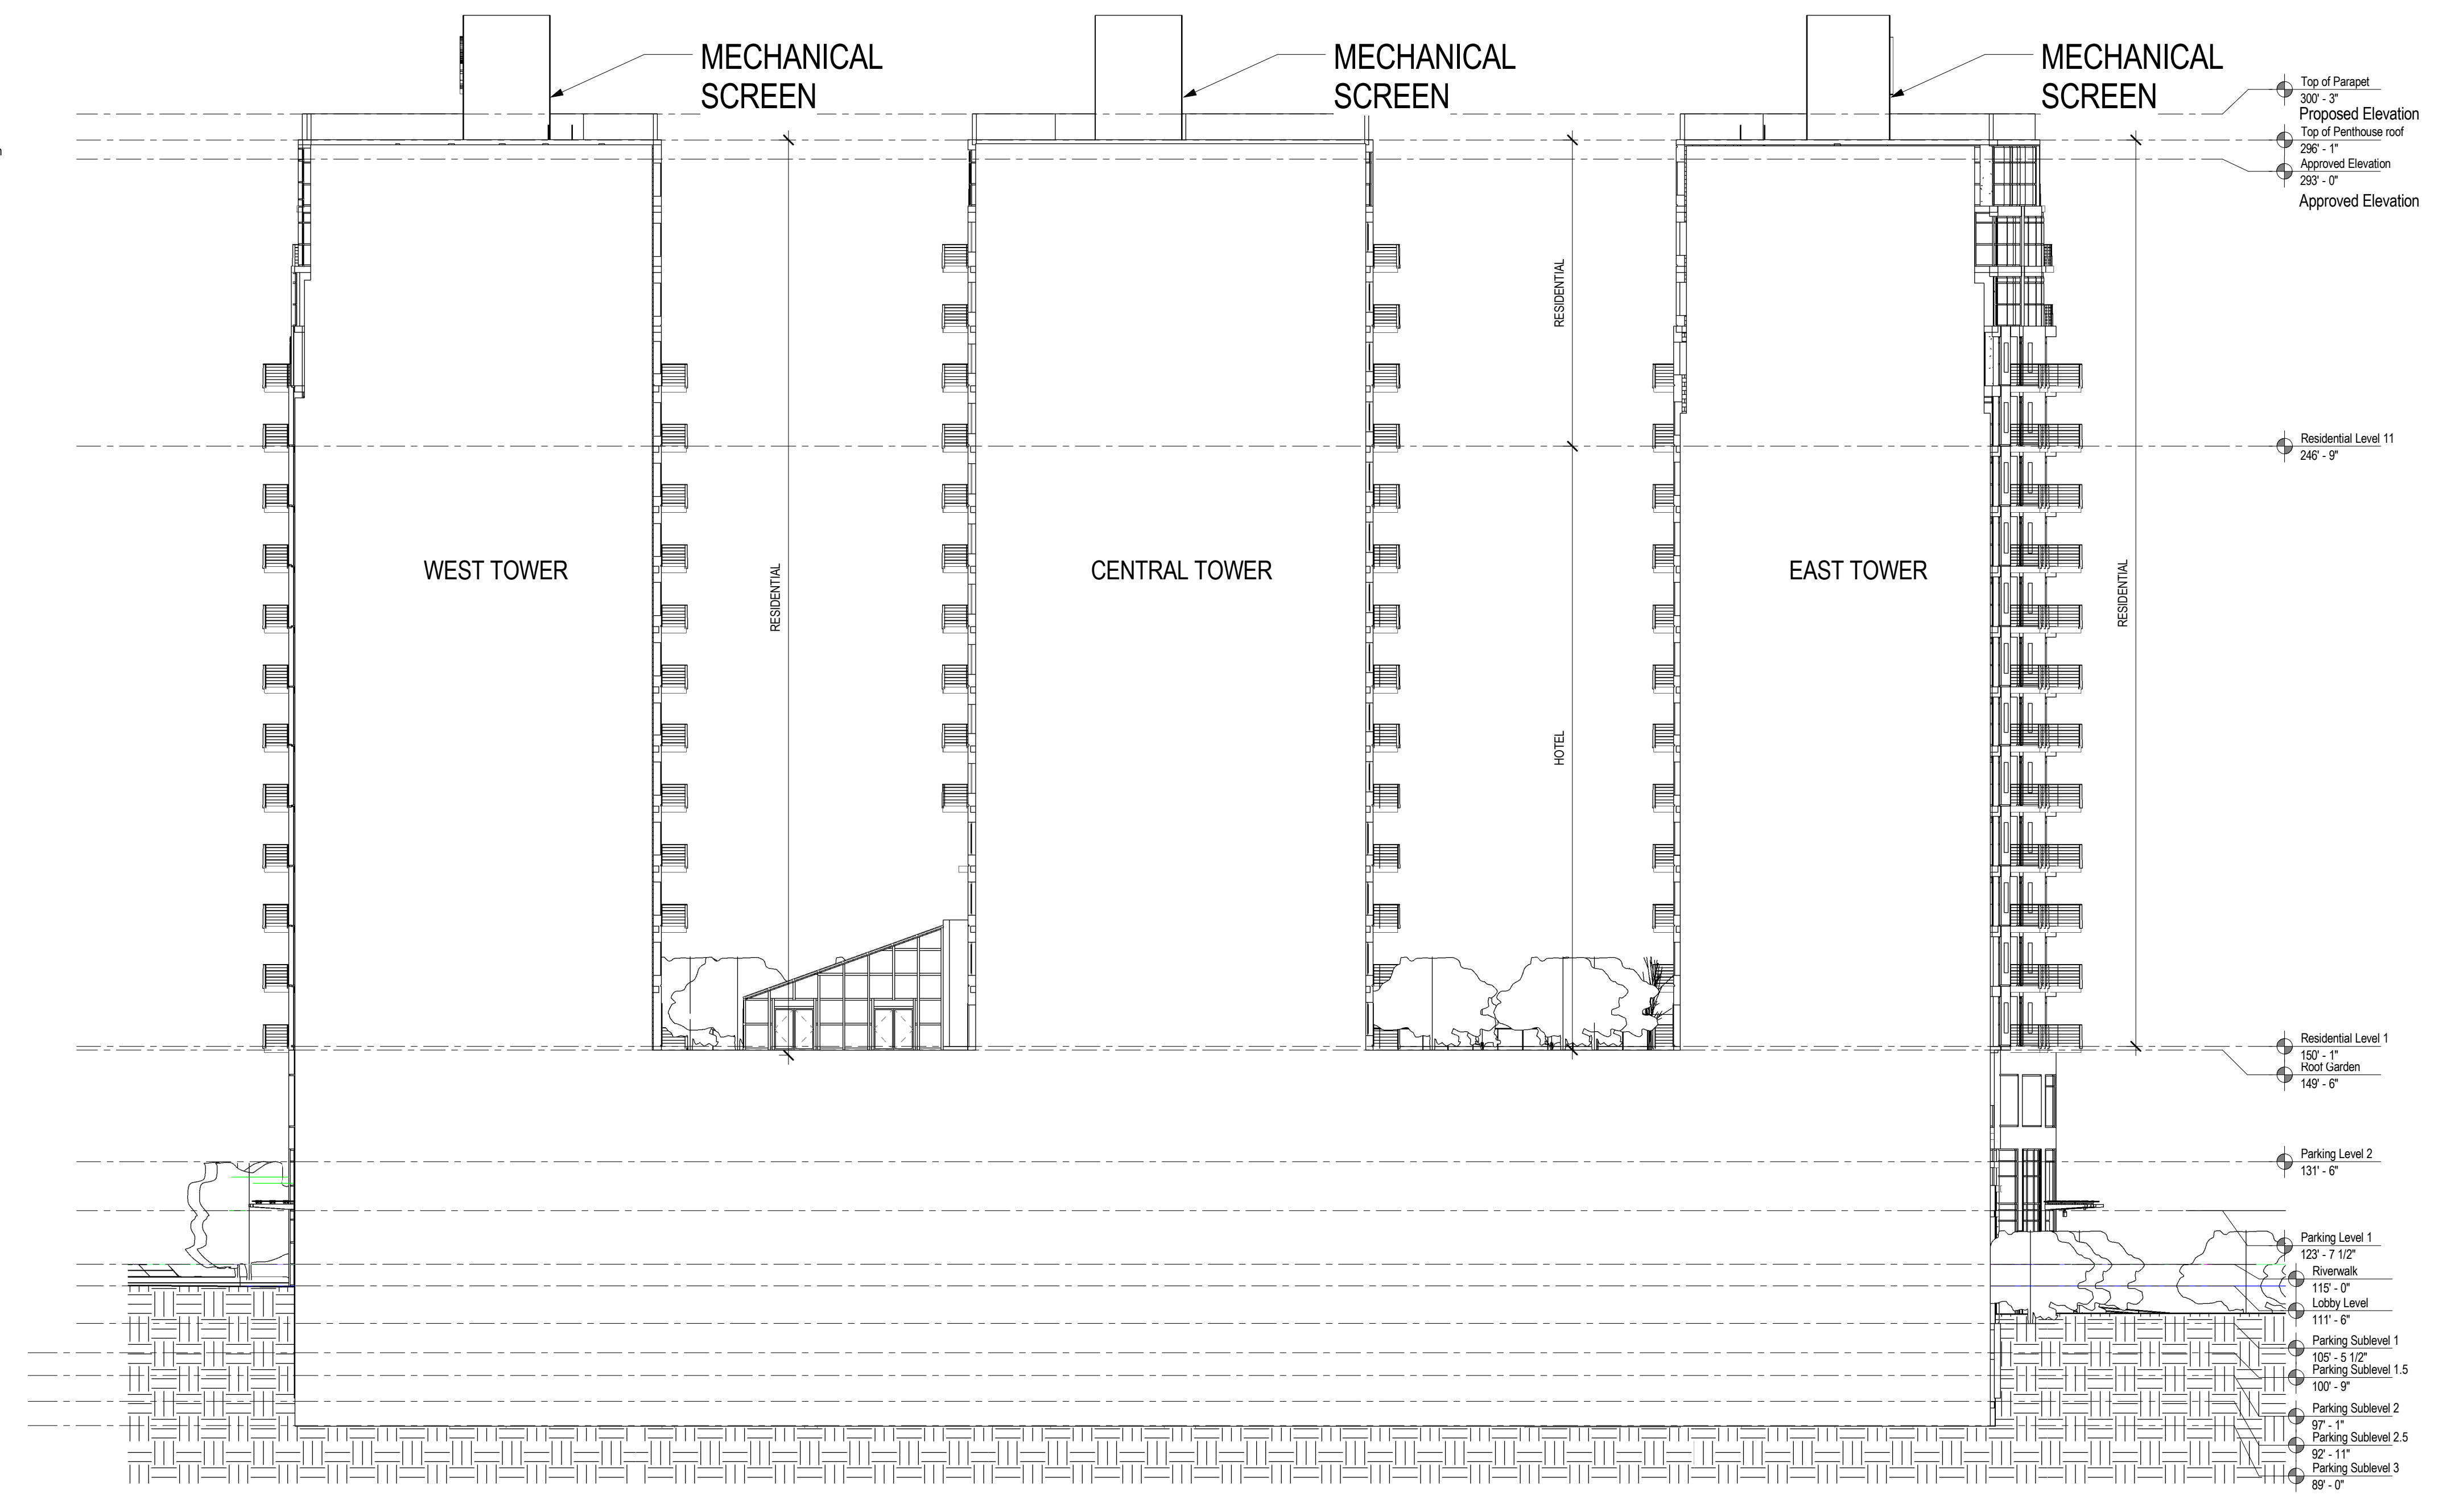 MECHANICAL
SCREEN
MECHANICAL
SCREEN
MECHANICAL
SCREEN
Top of Parapet
300' - 3"
Proposed Elevation
Top of Penthouse roof
296' - 1"
Approved Elevation
293' - 0"
Approved Elevation
RESIDENTIAL
Residential Level 11
246' - 9"
WEST TOWER
RESIDENTIAL
CENTRAL TOWER
HOTEL
EAST TOWER
RESIDENTIAL
Residential Level 1
150' - 1"
Roof Garden
149' - 6"
Parking Level 2
131' - 6"
Parking Level 1
123' - 7 1/2"
Riverwalk
115' - 0"
Lobby Level
111' - 6"
Parking Sublevel 1
105' - 5 1/2"
Parking Sublevel 1.5
100' - 9"
Parking Sublevel 2
97' - 1"
Parking Sublevel 2.5
92' - 11"
Parking Sublevel 3
89' - 0"